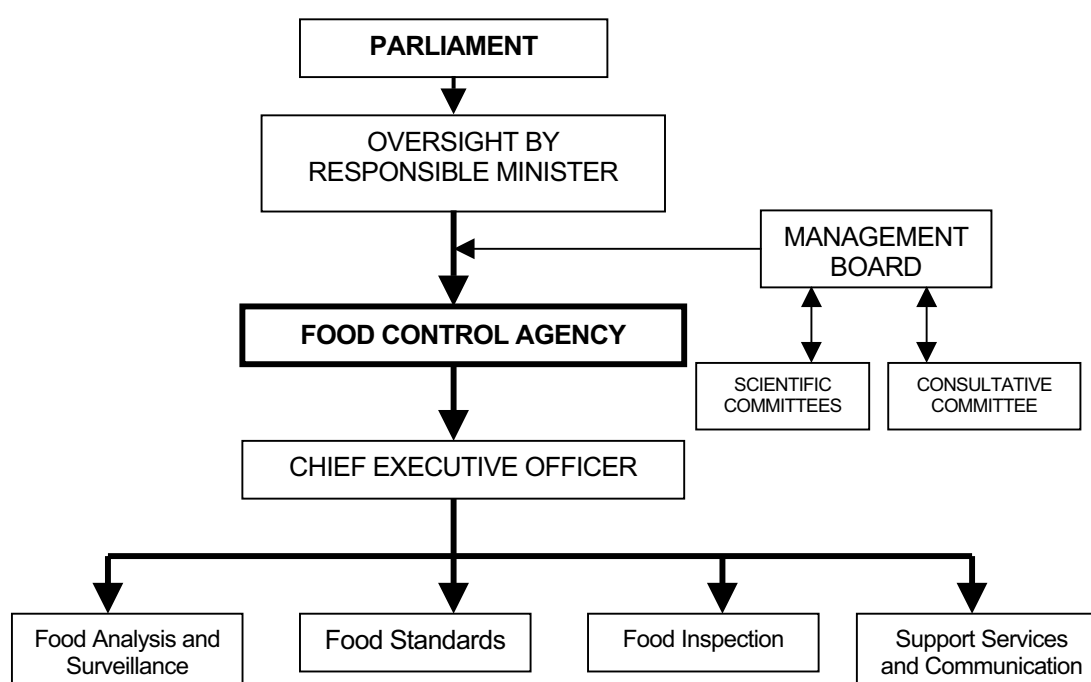 PARLIAMENT
OVERSIGHT BY
RESPONSIBLE MINISTER
MANAGEMENT
BOARD
FOOD CONTROL AGENCY
SCIENTIFIC
COMMITTEES
CONSULTATIVE
COMMITTEE
CHIEF EXECUTIVE OFFICER
Food Analysis and
Surveillance
Food Standards
Food Inspection
Support Services
and Communication